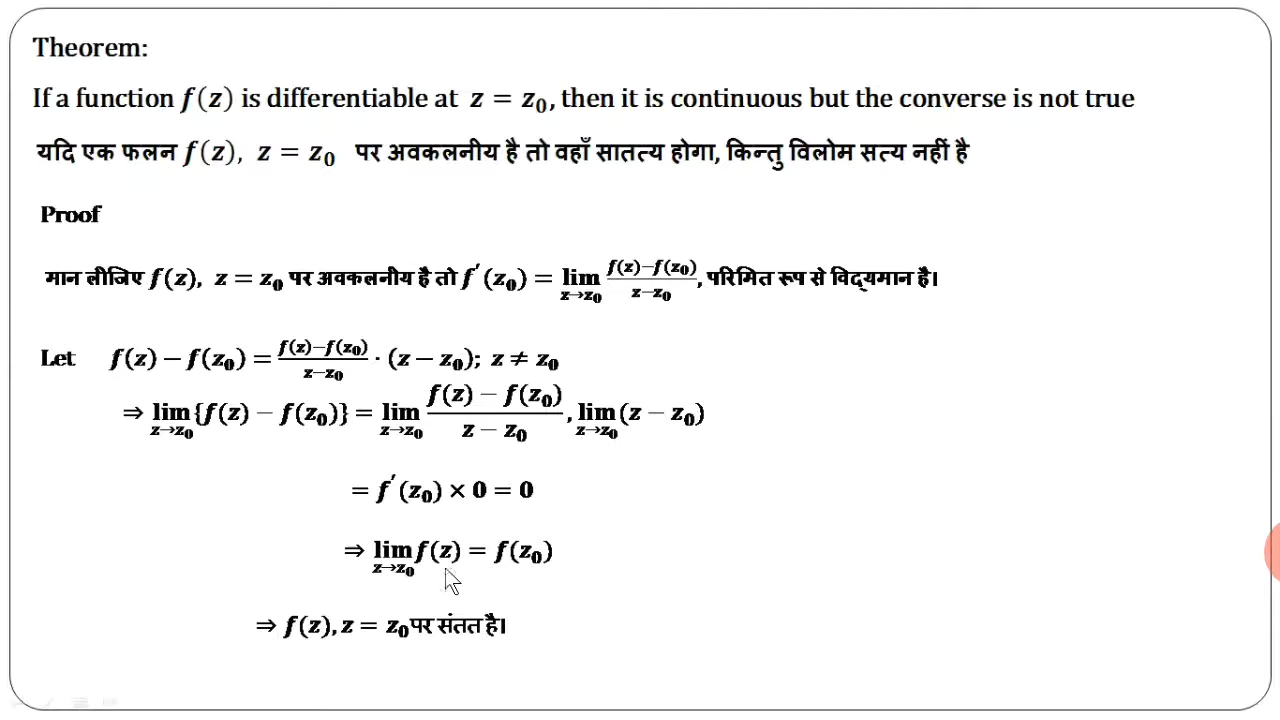 Theorem:
If a function f(z) is differentiable at z = z₀, then it is continuous but the converse is not true
यदि एक फलन f(z), z = z₀ पर अवकलनीय है तो वहाँ सातत्य होगा, किन्तु विलोम सत्य नहीं है
Proof
मान लीजिए f(z), z = z₀ पर अवकलनीय है तो f′(z₀) = lim_{z→z₀} (f(z)−f(z₀))/(z−z₀), परिमित रूप से विद्यमान है।
Let f(z) − f(z₀) = (f(z)−f(z₀))/(z−z₀) · (z − z₀); z ≠ z₀
⇒ lim_{z→z₀} {f(z) − f(z₀)} = lim_{z→z₀} (f(z) − f(z₀))/(z − z₀), lim_{z→z₀} (z − z₀)
= f′(z₀) × 0 = 0
⇒ lim_{z→z₀} f(z) = f(z₀)
⇒ f(z), z = z₀ पर संतत है।